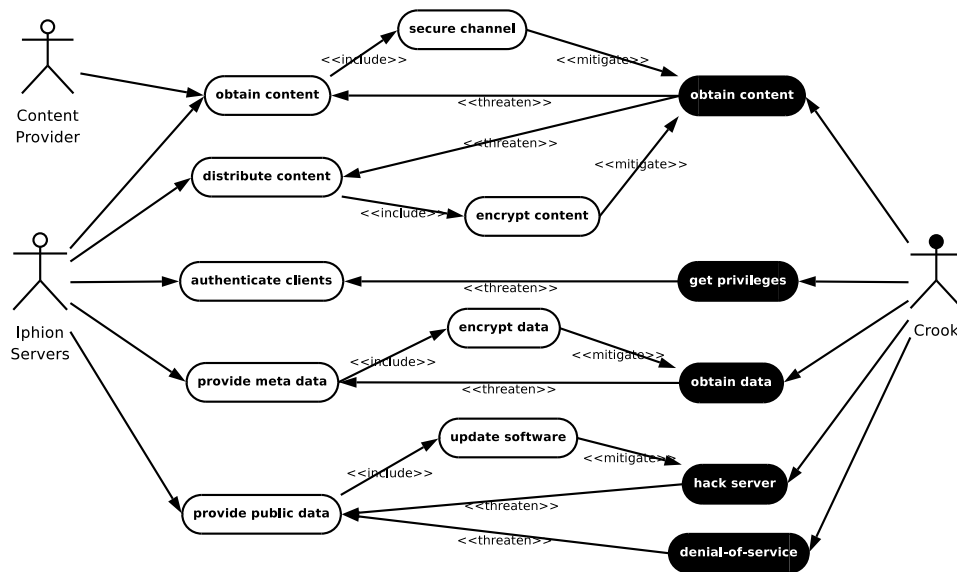 secure channel
<<include>>
<<mitigate>>
Content
Provider
obtain content
<<threaten>>
obtain content
<<threaten>>
<<mitigate>>
distribute content
<<include>>
encrypt content
Iphion
Servers
authenticate clients
<<threaten>>
get privileges
Crook
encrypt data
<<include>>
<<mitigate>>
provide meta data
<<threaten>>
obtain data
update software
<<include>>
<<mitigate>>
hack server
<<threaten>>
provide public data
<<threaten>>
denial-of-service